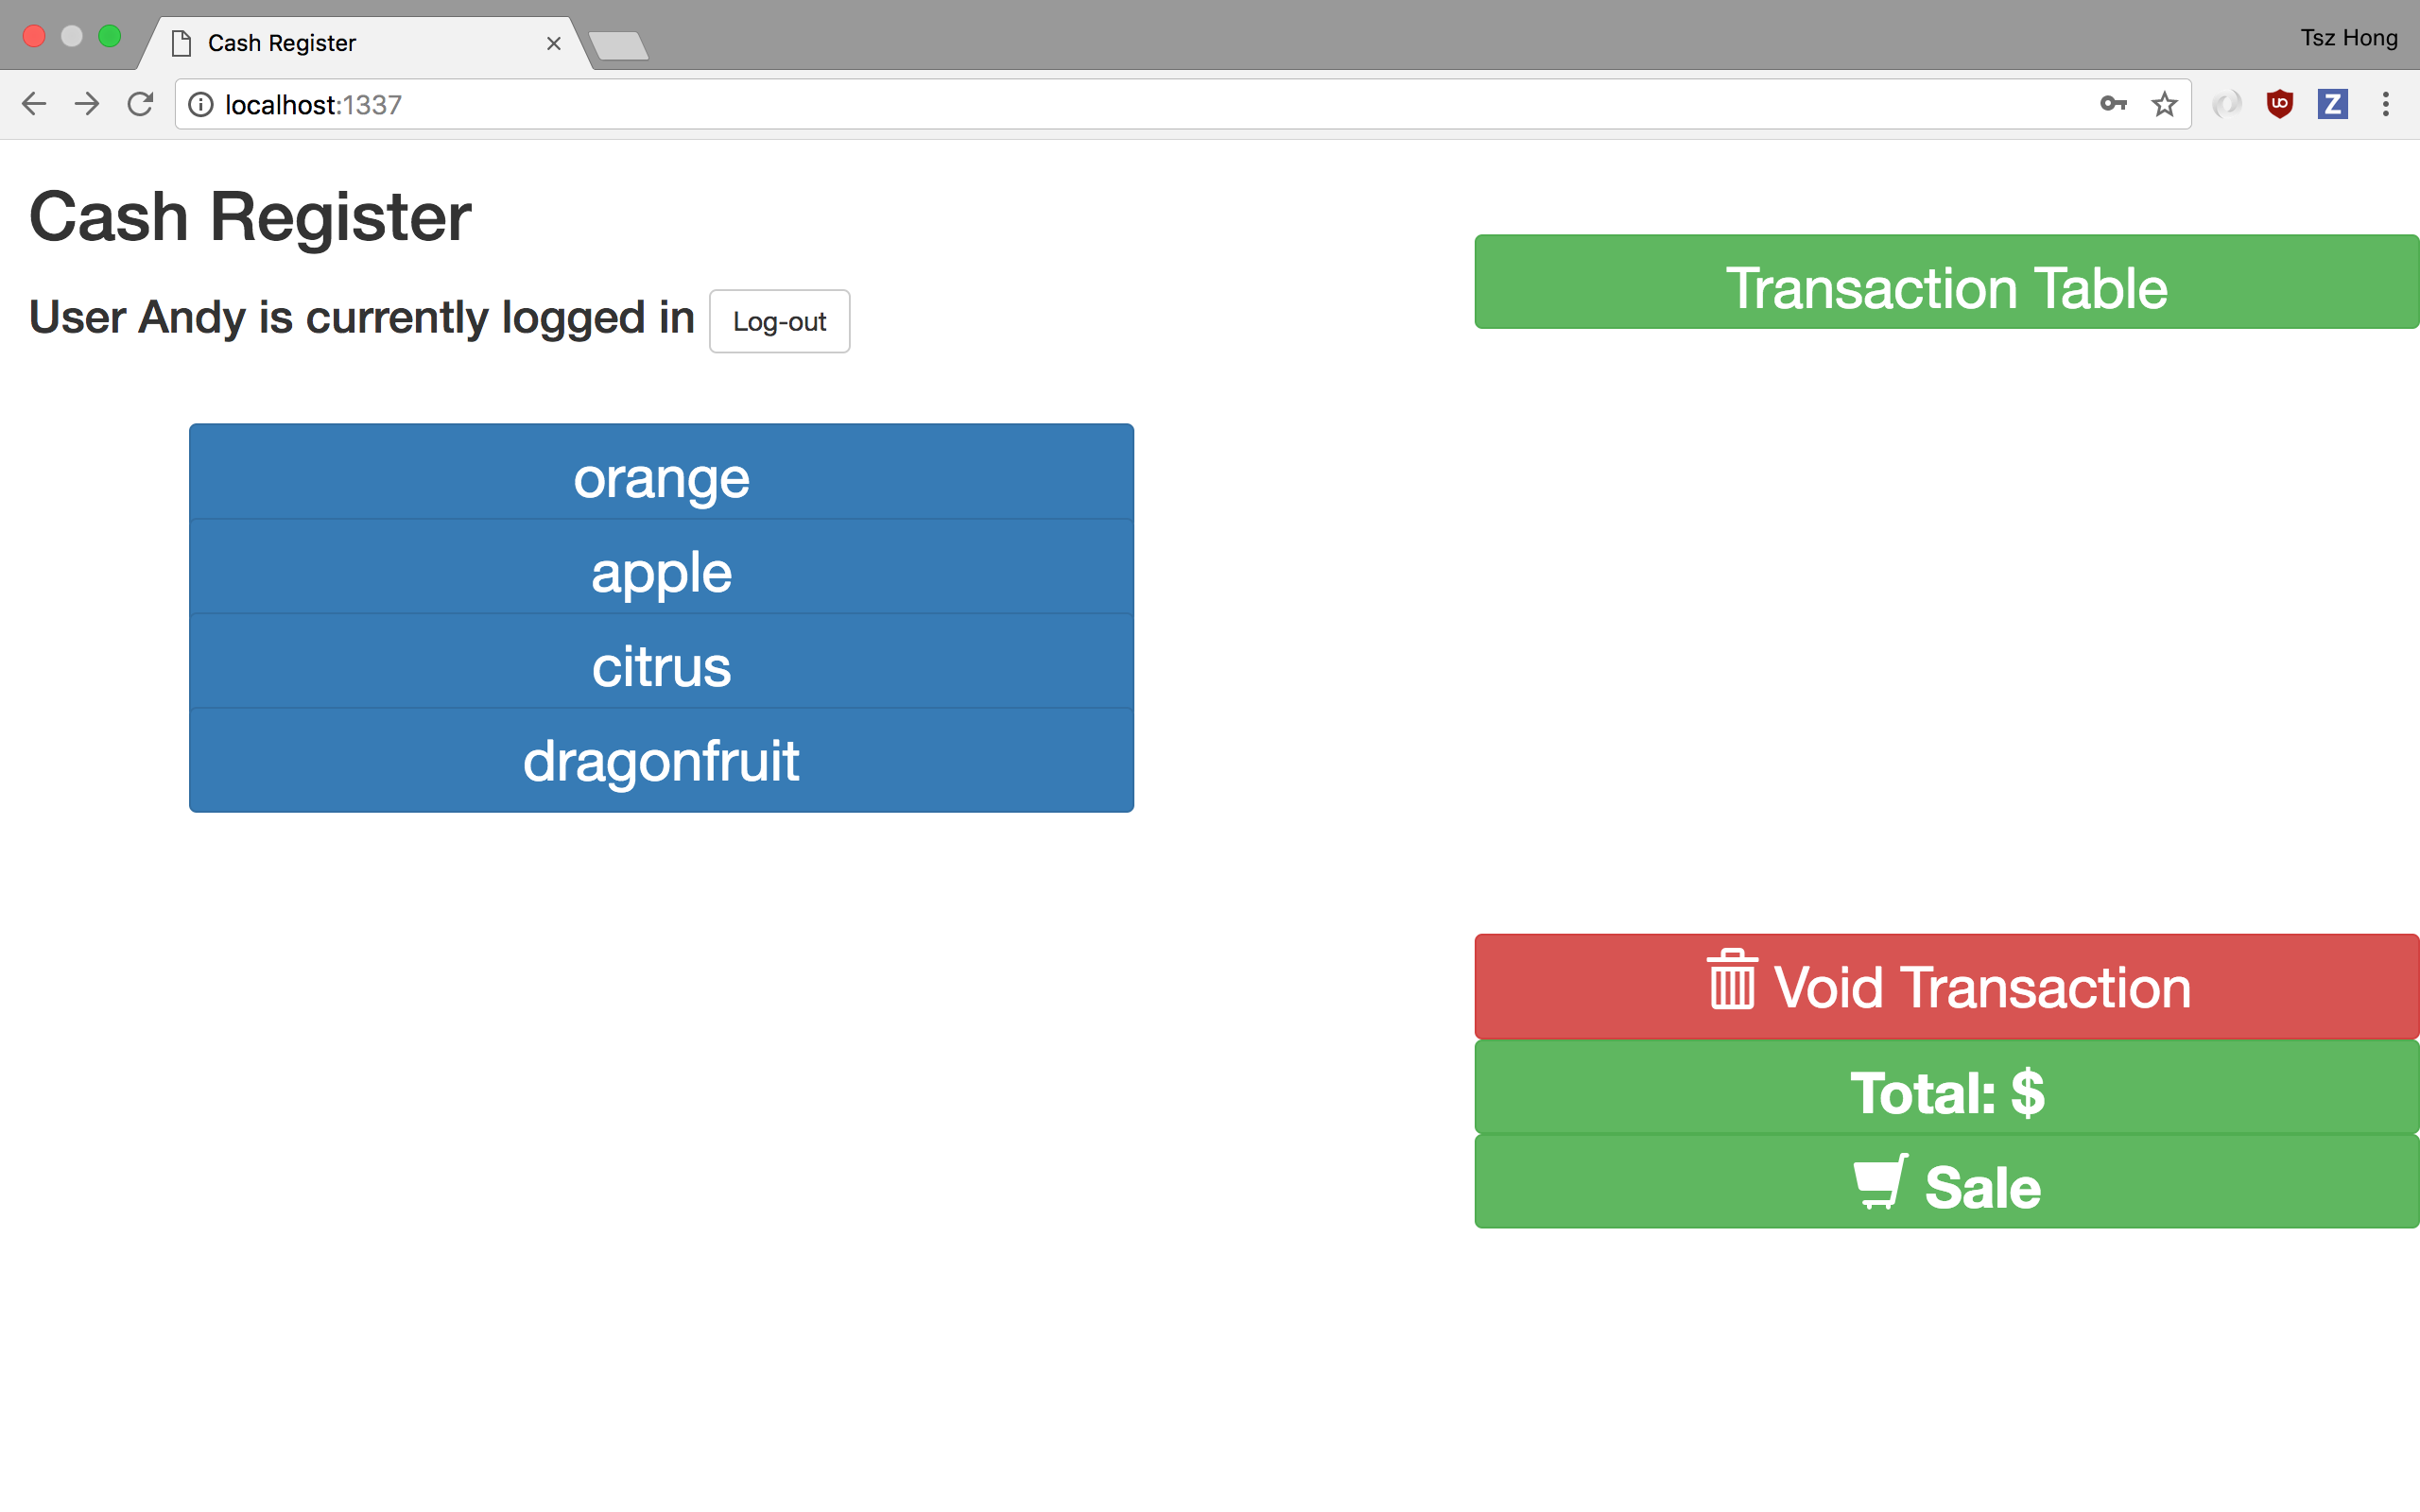 Cash Register
Tsz Hong
localhost:1337
Cash Register
User Andy is currently logged in Log-out
Transaction Table
orange
apple
citrus
dragonfruit
Void Transaction
Total: $
Sale